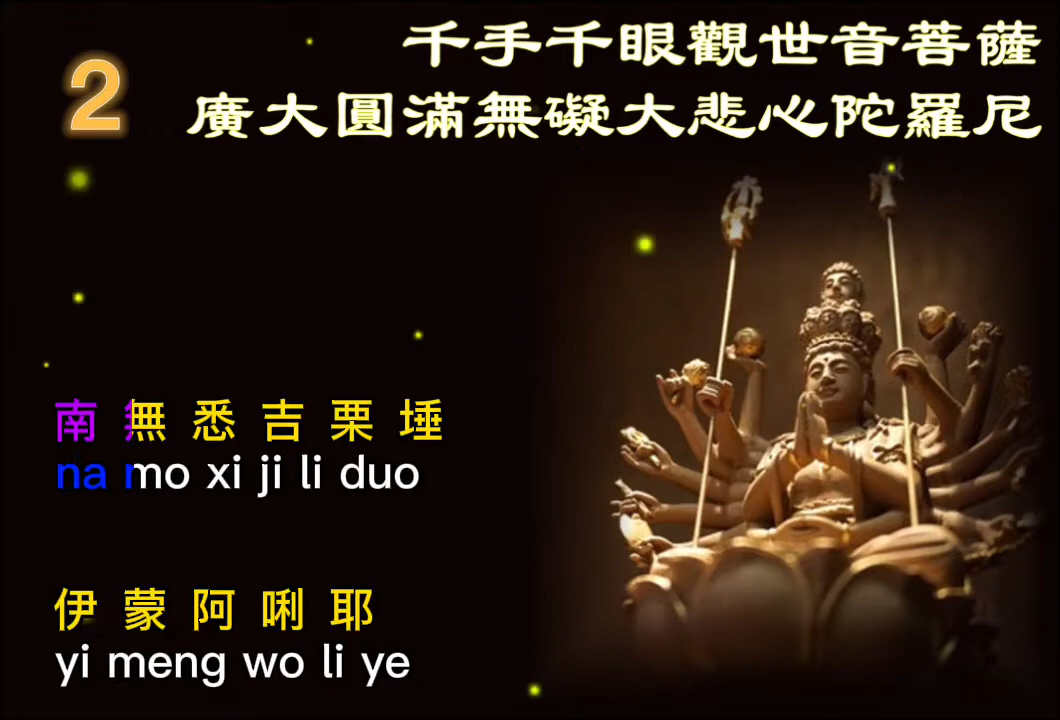 千手千眼觀世音菩薩
2
廣大圓滿無礙大悲心陀羅尼
南無悉吉栗埵
na mo xi ji li duo
伊蒙阿唎耶
yi meng wo li ye